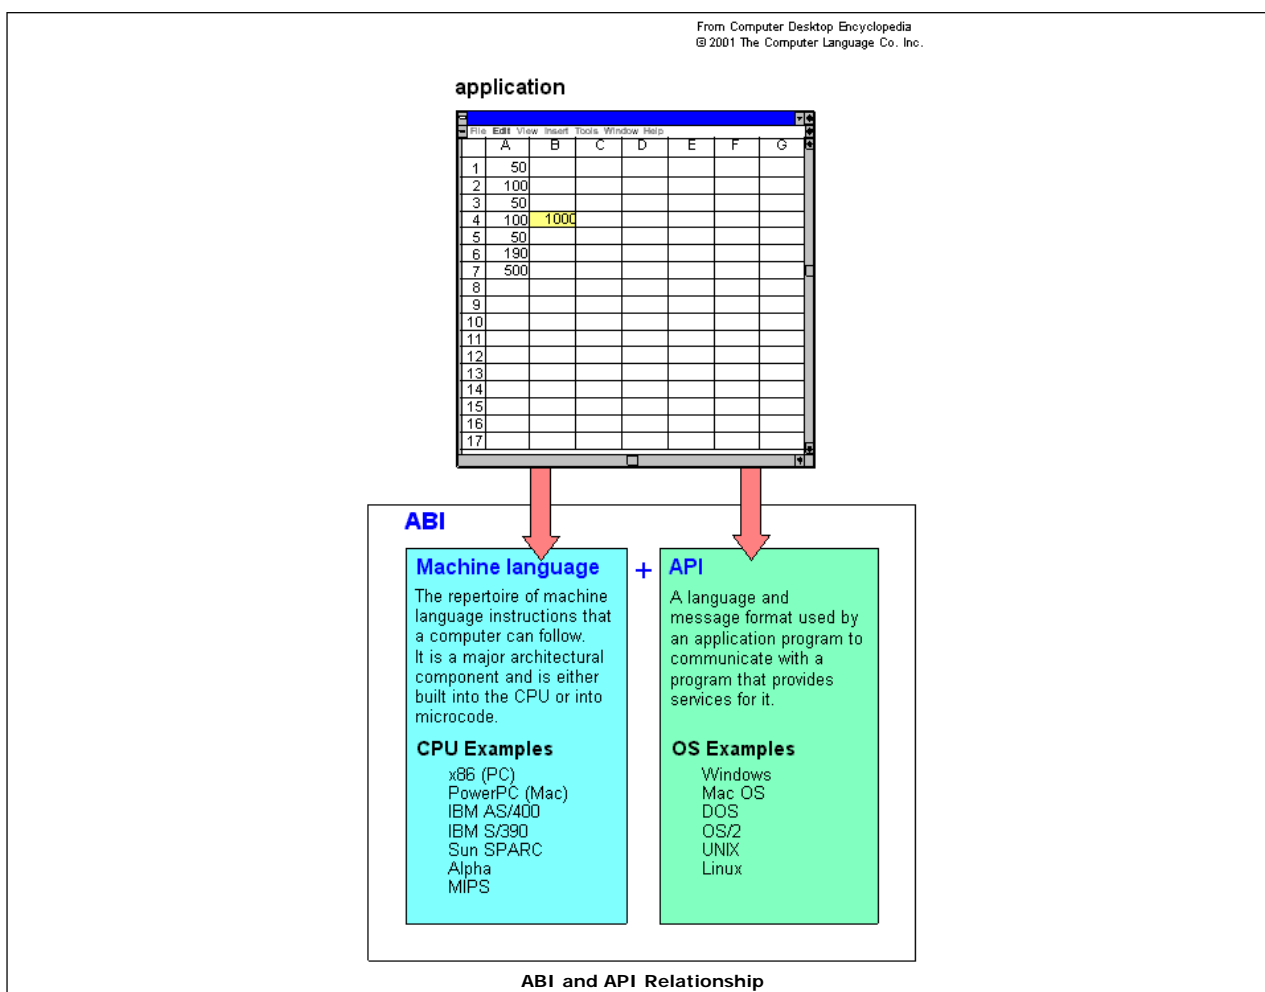 From Computer Desktop Encyclopedia
© 2001 The Computer Language Co. Inc.
application
File Edit View Insert Tools Window Help
A B C D E F G
1 50
2 100
3 50
4 100 1000
5 50
6 190
7 500
8
9
10
11
12
13
14
15
16
17
ABI
Machine language
The repertoire of machine
language instructions that
a computer can follow.
It is a major architectural
component and is either
built into the CPU or into
microcode.
CPU Examples
x86 (PC)
PowerPC (Mac)
IBM AS/400
IBM S/390
Sun SPARC
Alpha
MIPS
+
API
A language and
message format used by
an application program to
communicate with a
program that provides
services for it.
OS Examples
Windows
Mac OS
DOS
OS/2
UNIX
Linux
ABI and API Relationship